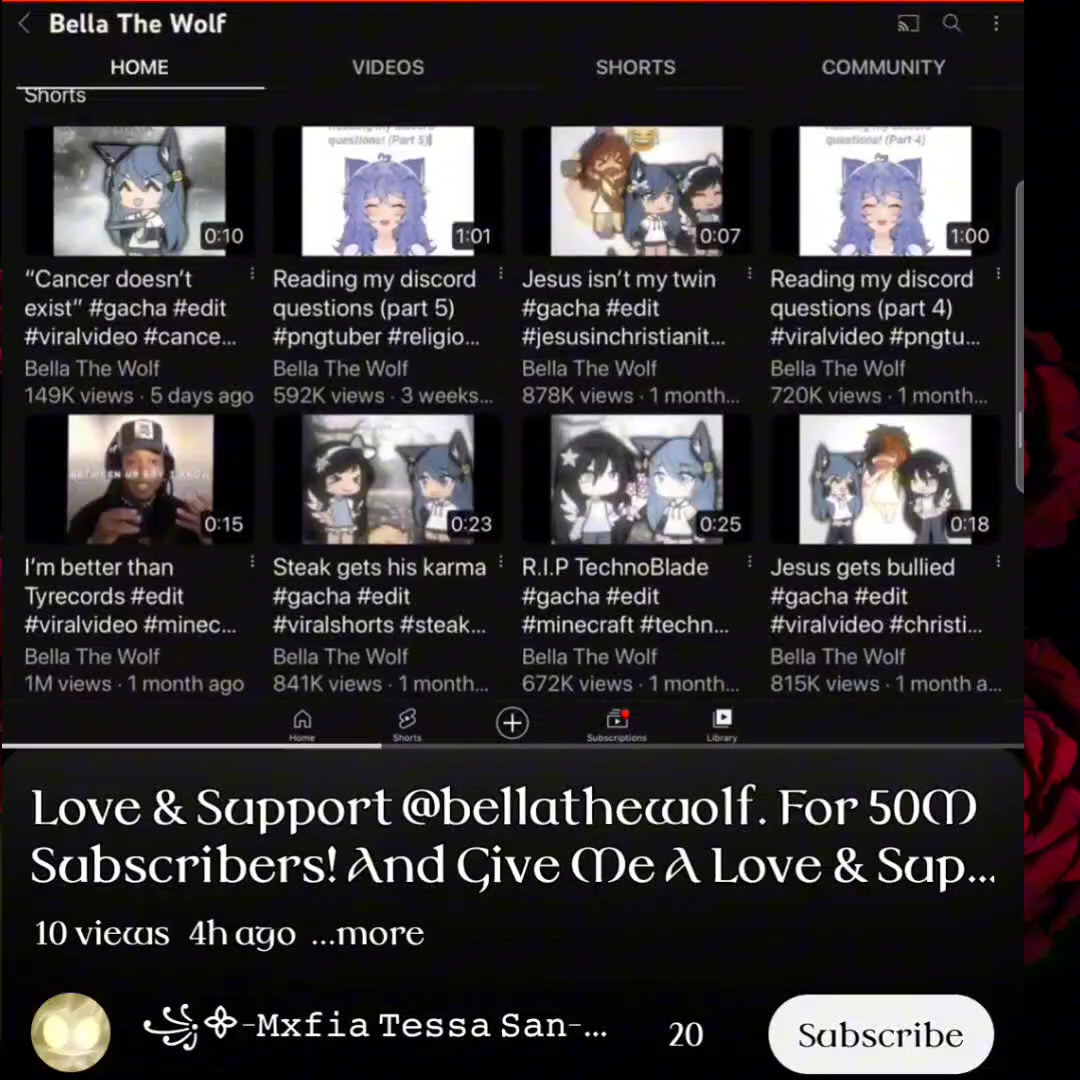 Bella The Wolf
HOME VIDEOS SHORTS COMMUNITY
Shorts
questions! (Part 5)
questions! (Part 4)
0:10 1:01 0:07 1:00
“Cancer doesn’t Reading my discord Jesus isn’t my twin Reading my discord
exist” #gacha #edit questions (part 5) #gacha #edit questions (part 4)
#viralvideo #cance... #pngtuber #religio... #jesusinchristianit... #viralvideo #pngtu...
Bella The Wolf Bella The Wolf Bella The Wolf Bella The Wolf
149K views · 5 days ago 592K views · 3 weeks... 878K views · 1 month... 720K views · 1 month...
0:15 0:23 0:25 0:18
I’m better than Steak gets his karma R.I.P TechnoBlade Jesus gets bullied
Tyrecords #edit #gacha #edit #gacha #edit #gacha #edit
#viralvideo #minec... #viralshorts #steak... #minecraft #techn... #viralvideo #christi...
Bella The Wolf Bella The Wolf Bella The Wolf Bella The Wolf
1M views · 1 month ago 841K views · 1 month... 672K views · 1 month... 815K views · 1 month a...
Home Shorts Subscriptions Library
Love & Support @bellathewolf. For 50M
Subscribers! And Give Me A Love & Sup...
10 views 4h ago ...more
-Mxfia Tessa San-... 20 Subscribe